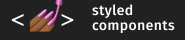 < 💅🏾 > styled
components